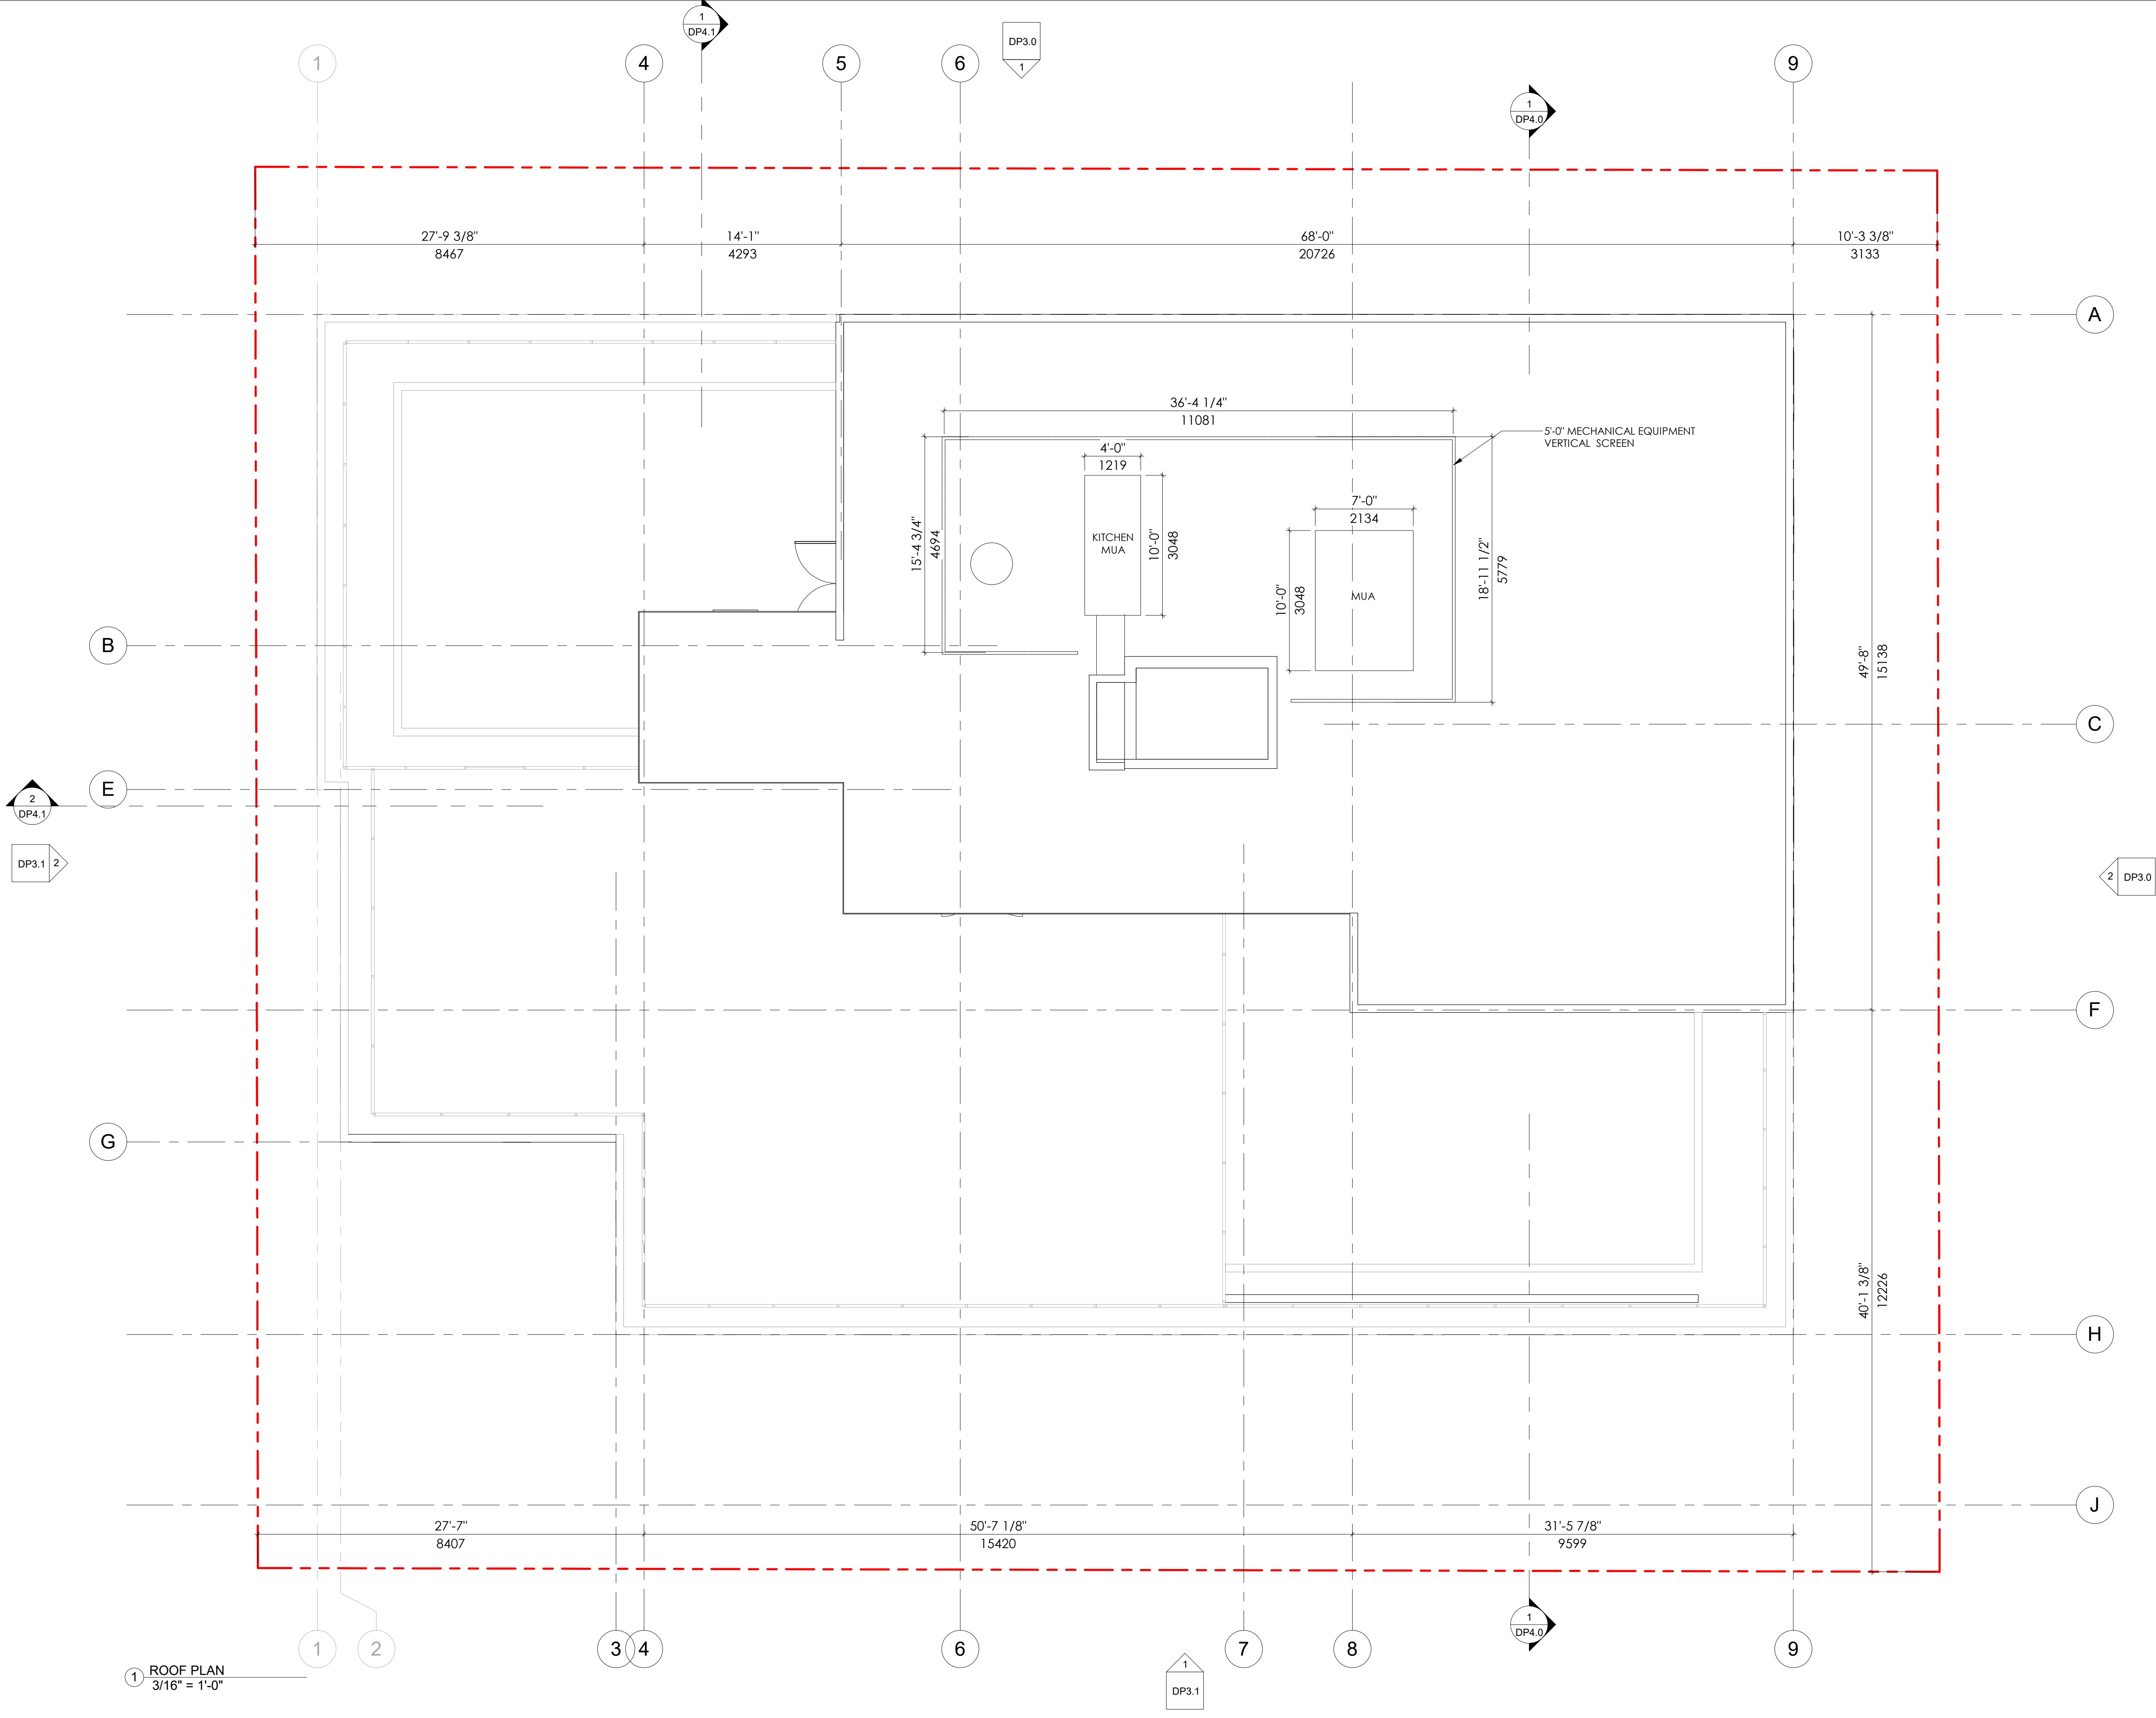 1
DP4.1
DP3.0
1
1
4
5
6
9
1
DP4.0
27'-9 3/8"
8467
14'-1"
4293
68'-0"
20726
10'-3 3/8"
3133
A
36'-4 1/4"
11081
5'-0" MECHANICAL EQUIPMENT
VERTICAL SCREEN
4'-0"
1219
7'-0"
2134
15'-4 3/4"
4694
KITCHEN
MUA
10'-0"
3048
10'-0"
3048
MUA
18'-11 1/2"
5779
B
49'-8"
15138
C
E
2
DP4.1
DP3.1
2
2
DP3.0
F
G
40'-1 3/8"
12226
H
J
27'-7"
8407
50'-7 1/8"
15420
31'-5 7/8"
9599
1
DP4.0
1
2
3
4
6
7
8
9
1
DP3.1
1
ROOF PLAN
3/16" = 1'-0"